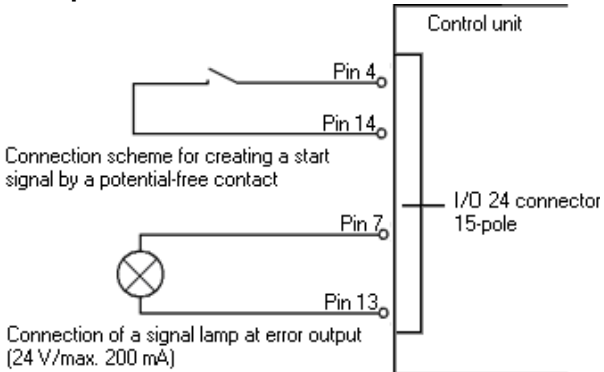 Control unit
Pin 4
Pin 14
Connection scheme for creating a start
signal by a potential-free contact
I/O 24 connector
15-pole
Pin 7
Pin 13
Connection of a signal lamp at error output
(24 V/max. 200 mA)